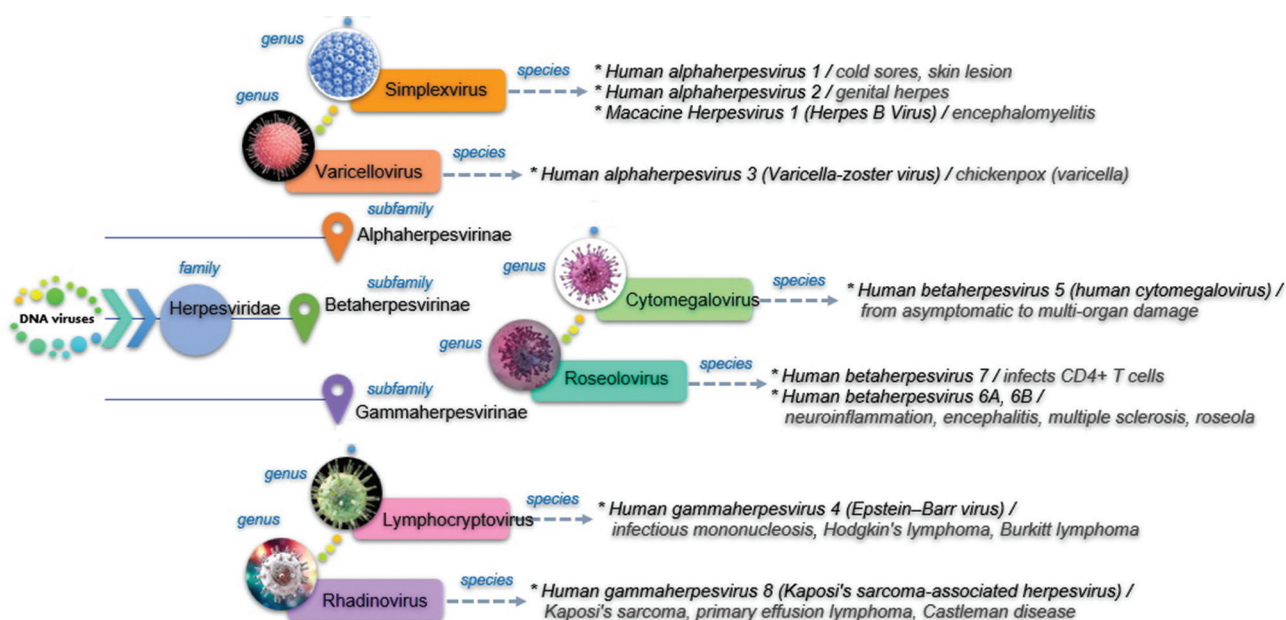 genus
Simplexvirus
species
* Human alphaherpesvirus 1 / cold sores, skin lesion
* Human alphaherpesvirus 2 / genital herpes
* Macacine Herpesvirus 1 (Herpes B Virus) / encephalomyelitis
genus
Varicellovirus
species
* Human alphaherpesvirus 3 (Varicella-zoster virus) / chickenpox (varicella)
subfamily
Alphaherpesvirinae
DNA viruses
family
Herpesviridae
subfamily
Betaherpesvirinae
genus
Cytomegalovirus
species
* Human betaherpesvirus 5 (human cytomegalovirus) /
from asymptomatic to multi-organ damage
genus
Roseolovirus
species
* Human betaherpesvirus 7 / infects CD4+ T cells
* Human betaherpesvirus 6A, 6B /
neuroinflammation, encephalitis, multiple sclerosis, roseola
subfamily
Gammaherpesvirinae
genus
Lymphocryptovirus
species
* Human gammaherpesvirus 4 (Epstein–Barr virus) /
infectious mononucleosis, Hodgkin's lymphoma, Burkitt lymphoma
genus
Rhadinovirus
species
* Human gammaherpesvirus 8 (Kaposi's sarcoma-associated herpesvirus) /
Kaposi's sarcoma, primary effusion lymphoma, Castleman disease